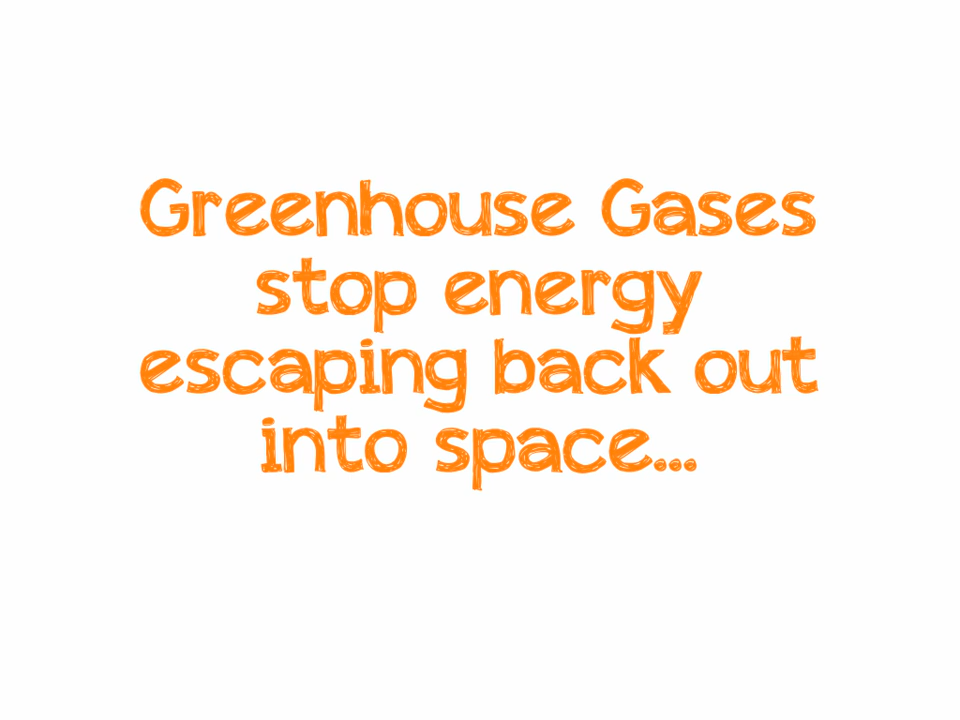 Greenhouse Gases
stop energy
escaping back out
into space...